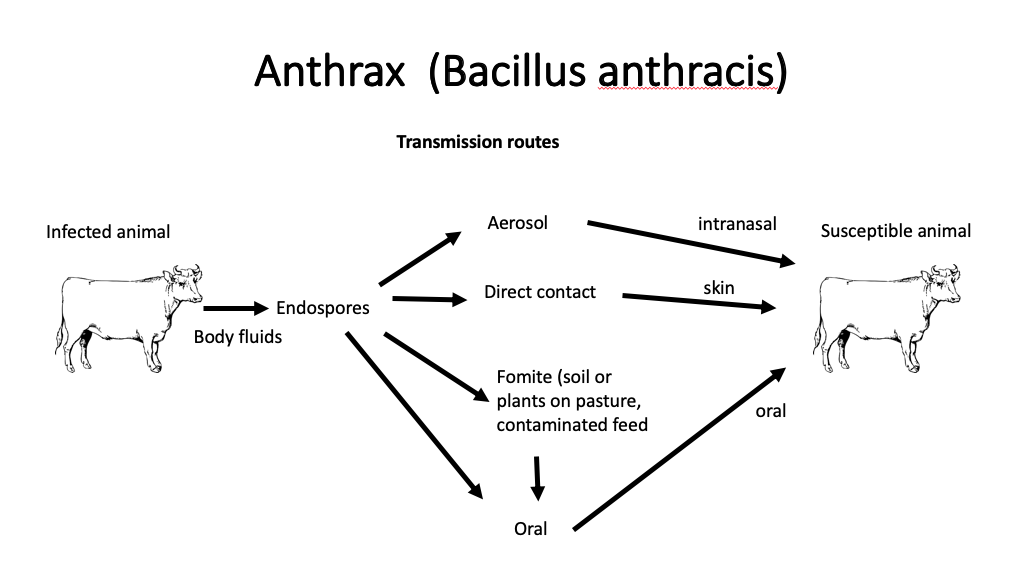 Anthrax  (Bacillus anthracis)
Transmission routes
Infected animal
Aerosol
intranasal
Susceptible animal
Endospores
Body fluids
Direct contact
skin
Fomite (soil or
plants on pasture,
contaminated feed
oral
Oral